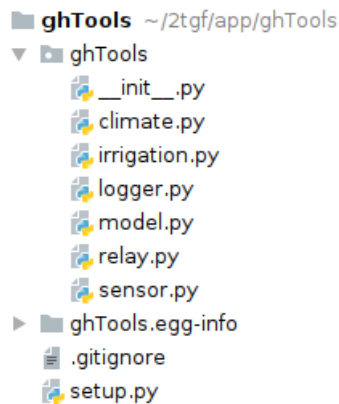 ghTools ~/2tgf/app/ghTools
ghTools
__init__.py
climate.py
irrigation.py
logger.py
model.py
relay.py
sensor.py
ghTools.egg-info
.gitignore
setup.py